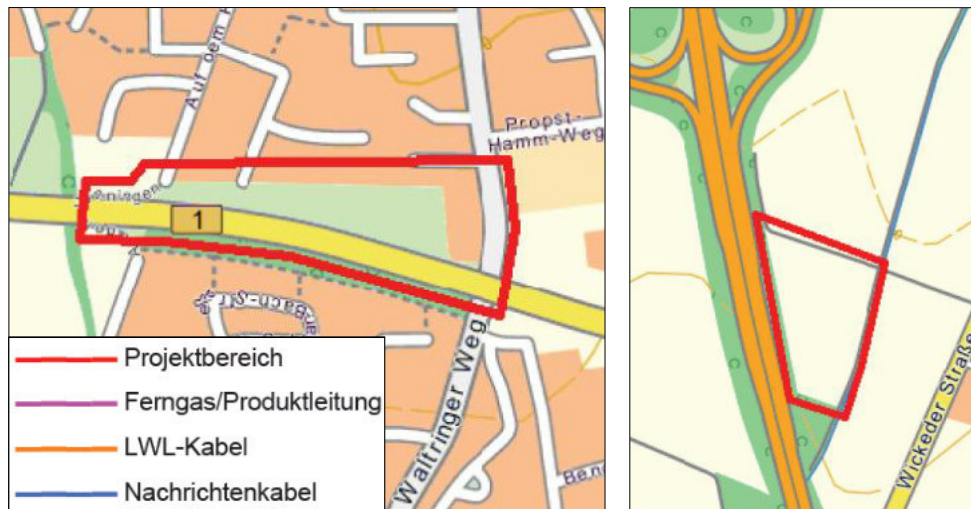 Auf dem
Propst-
Hamm-Weg
1
Waltringer Weg
Projektbereich
Ferngas/Produktleitung
LWL-Kabel
Nachrichtenkabel
Wickeder Straße